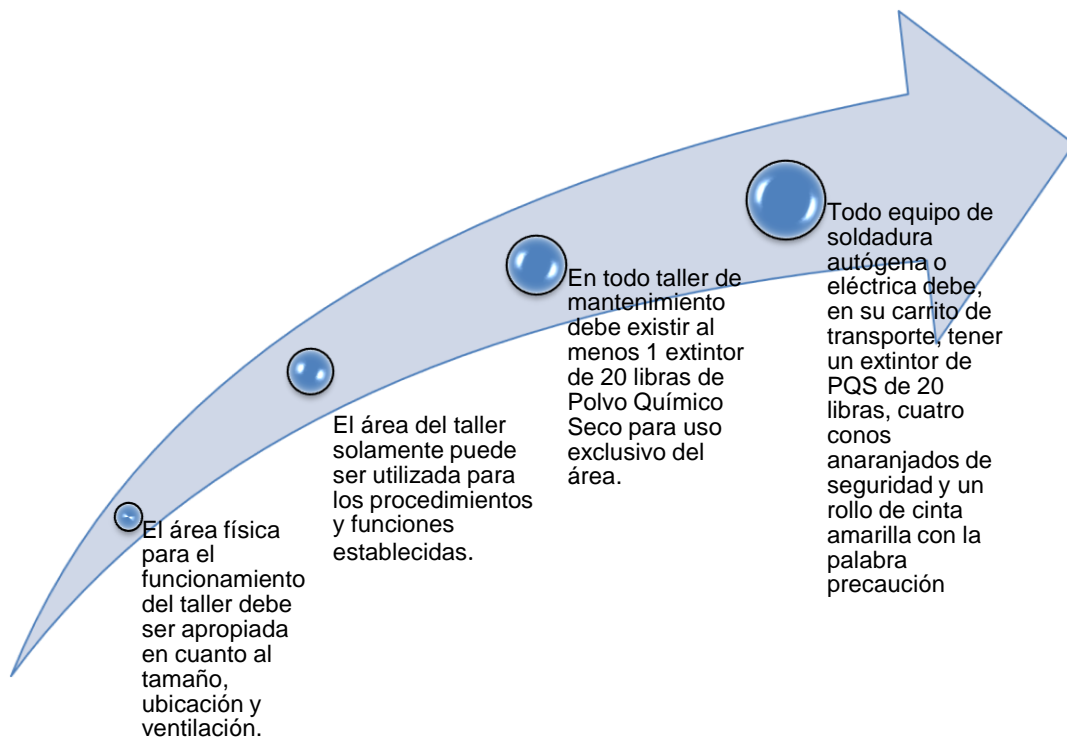 El área física
para el
funcionamiento
del taller debe
ser apropiada
en cuanto al
tamaño,
ubicación y
ventilación.
El área del taller
solamente puede
ser utilizada para
los procedimientos
y funciones
establecidas.
En todo taller de
mantenimiento
debe existir al
menos 1 extintor
de 20 libras de
Polvo Químico
Seco para uso
exclusivo del
área.
Todo equipo de
soldadura
autógena o
eléctrica debe,
en su carrito de
transporte, tener
un extintor de
PQS de 20
libras, cuatro
conos
anaranjados de
seguridad y un
rollo de cinta
amarilla con la
palabra
precaución